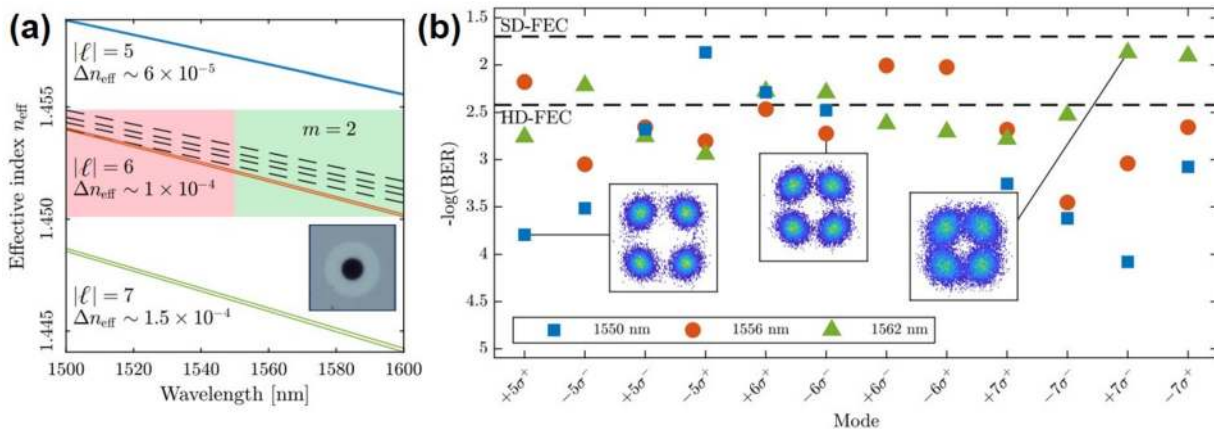 (a)
|ℓ| = 5
Δn_eff ∼ 6 × 10⁻⁵
m = 2
|ℓ| = 6
Δn_eff ∼ 1 × 10⁻⁴
|ℓ| = 7
Δn_eff ∼ 1.5 × 10⁻⁴
Effective index n_eff
1.455
1.450
1.445
1500
1520
1540
1560
1580
1600
Wavelength [nm]
(b)
-log(BER)
1.5
2
2.5
3
3.5
4
4.5
5
SD-FEC
HD-FEC
1550 nm
1556 nm
1562 nm
+5σ⁺
−5σ⁻
+5σ⁻
−5σ⁺
+6σ⁺
−6σ⁻
+6σ⁻
−6σ⁺
+7σ⁺
−7σ⁻
+7σ⁻
−7σ⁺
Mode